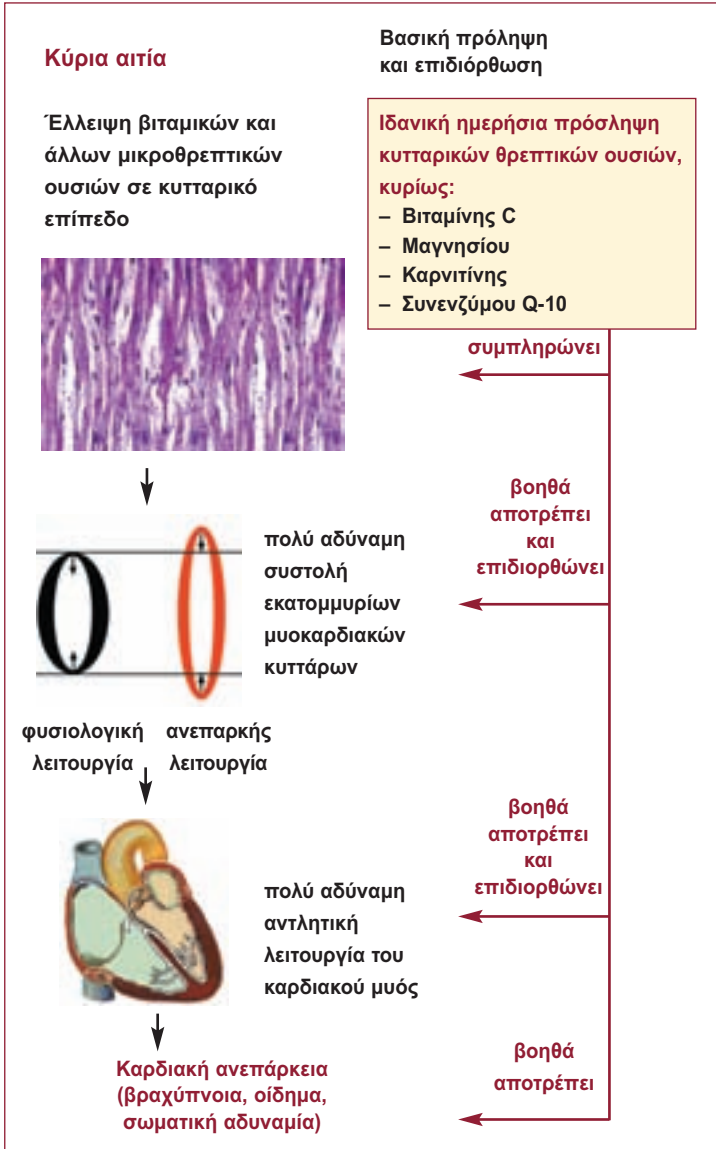 Κύρια αιτία
Βασική πρόληψη
και επιδιόρθωση
Έλλειψη βιταμικών και
άλλων μικροθρεπτικών
ουσιών σε κυτταρικό
επίπεδο
Ιδανική ημερήσια πρόσληψη
κυτταρικών θρεπτικών ουσιών,
κυρίως:
– Βιταμίνης C
– Μαγνησίου
– Καρνιτίνης
– Συνενζύμου Q-10
συμπληρώνει
βοηθά
αποτρέπει
και
επιδιορθώνει
πολύ αδύναμη
συστολή
εκατομμυρίων
μυοκαρδιακών
κυττάρων
φυσιολογική ανεπαρκής
λειτουργία λειτουργία
βοηθά
αποτρέπει
και
επιδιορθώνει
πολύ αδύναμη
αντλητική
λειτουργία του
καρδιακού μυός
βοηθά
αποτρέπει
Καρδιακή ανεπάρκεια
(βραχύπνοια, οίδημα,
σωματική αδυναμία)